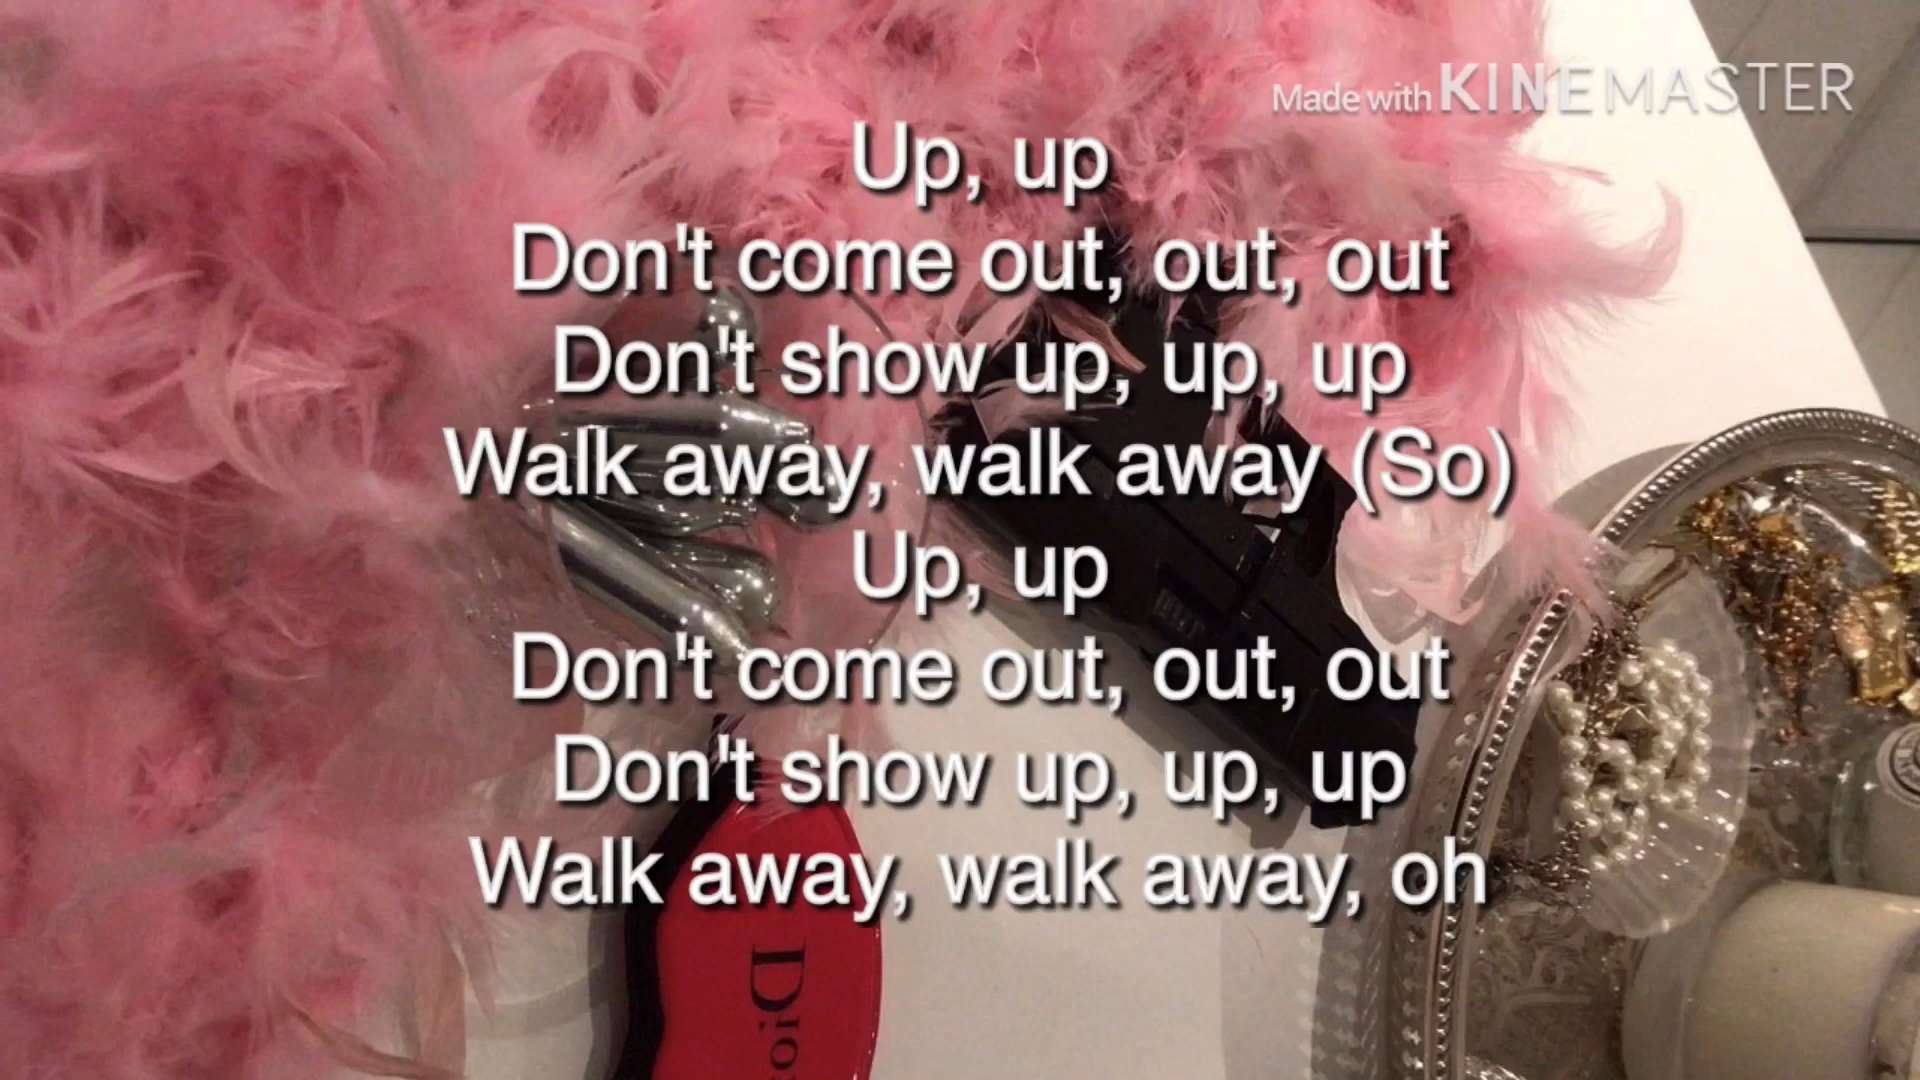 Made with KINEMASTER
Up, up
Don't come out, out, out
Don't show up, up, up
Walk away, walk away (So)
Up, up
Don't come out, out, out
Don't show up, up, up
Walk away, walk away, oh
Dior